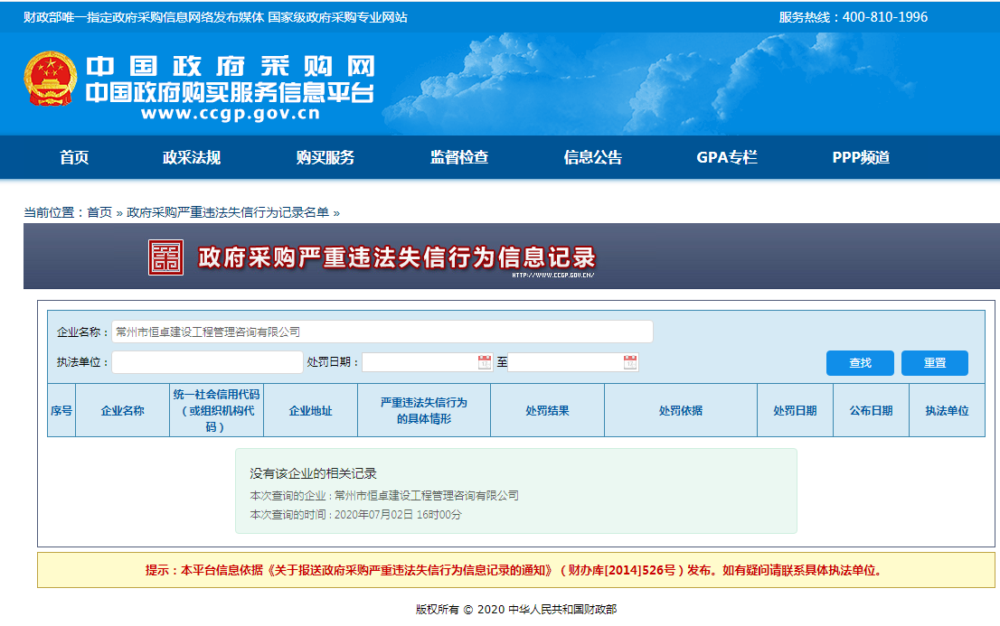 财政部唯一指定政府采购信息网络发布媒体 国家级政府采购专业网站
服务热线：400-810-1996
中国政府采购网
中国政府购买服务信息平台
www.ccgp.gov.cn
首页 政采法规 购买服务 监督检查 信息公告 GPA专栏 PPP频道
当前位置：首页 » 政府采购严重违法失信行为记录名单 »
政府采购严重违法失信行为信息记录
HTTP://WWW.CCGP.GOV.CN/
企业名称：常州市恒卓建设工程管理咨询有限公司
执法单位： 处罚日期： 至 查找 重置
序号 企业名称 统一社会信用代码（或组织机构代码） 企业地址 严重违法失信行为的具体情形 处罚结果 处罚依据 处罚日期 公布日期 执法单位
没有该企业的相关记录
本次查询的企业 : 常州市恒卓建设工程管理咨询有限公司
本次查询的时间 : 2020年07月02日 16时00分
提示：本平台信息依据《关于报送政府采购严重违法失信行为信息记录的通知》（财办库[2014]526号）发布。如有疑问请联系具体执法单位。
版权所有 © 2020 中华人民共和国财政部